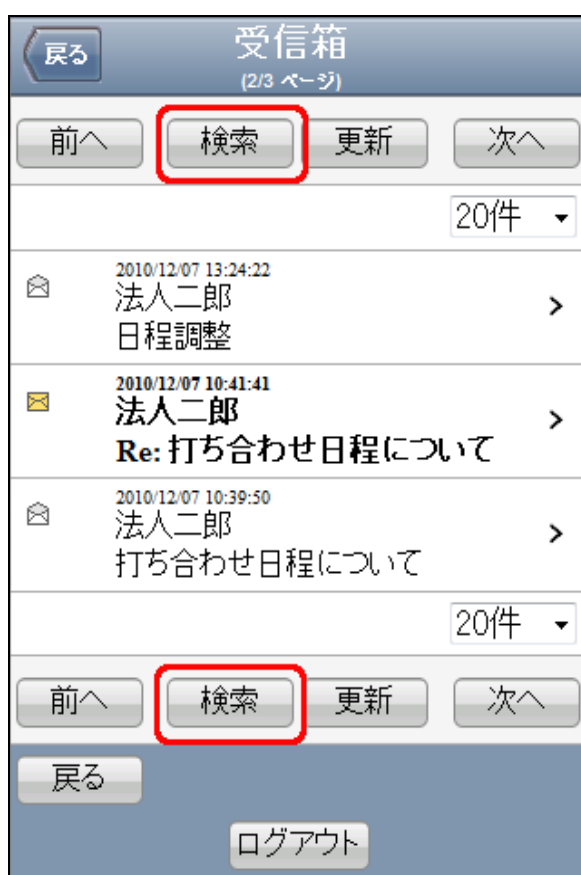 戻る
受信箱
(2/3 ページ)
前へ 検索 更新 次へ
20件
2010/12/07 13:24:22
法人二郎
日程調整
2010/12/07 10:41:41
法人二郎
Re: 打ち合わせ日程について
2010/12/07 10:39:50
法人二郎
打ち合わせ日程について
20件
前へ 検索 更新 次へ
戻る
ログアウト